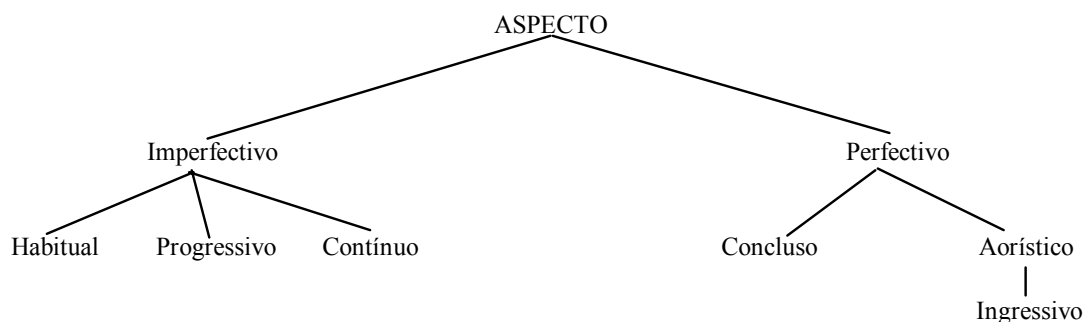 ASPECTO
Imperfectivo Perfectivo
Habitual Progressivo Contínuo Concluso Aorístico
Ingressivo